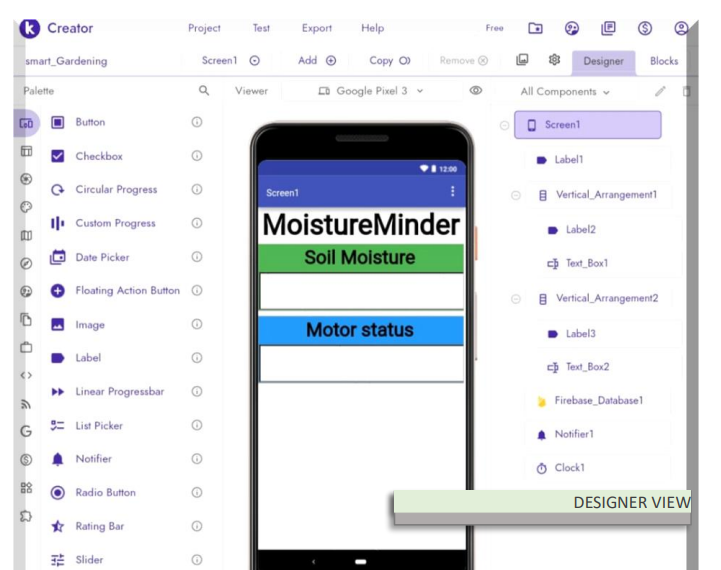 k Creator Project Test Export Help Free
smart_Gardening Screen1 Add Copy Remove Designer Blocks
Palette Viewer Google Pixel 3 All Components
Button
Checkbox
Circular Progress
Custom Progress
Date Picker
Floating Action Button
Image
Label
Linear Progressbar
List Picker
Notifier
Radio Button
Rating Bar
Slider
12:00
Screen1
MoistureMinder
Soil Moisture
Motor status
Screen1
Label1
Vertical_Arrangement1
Label2
Text_Box1
Vertical_Arrangement2
Label3
Text_Box2
Firebase_Database1
Notifier1
Clock1
DESIGNER VIEW